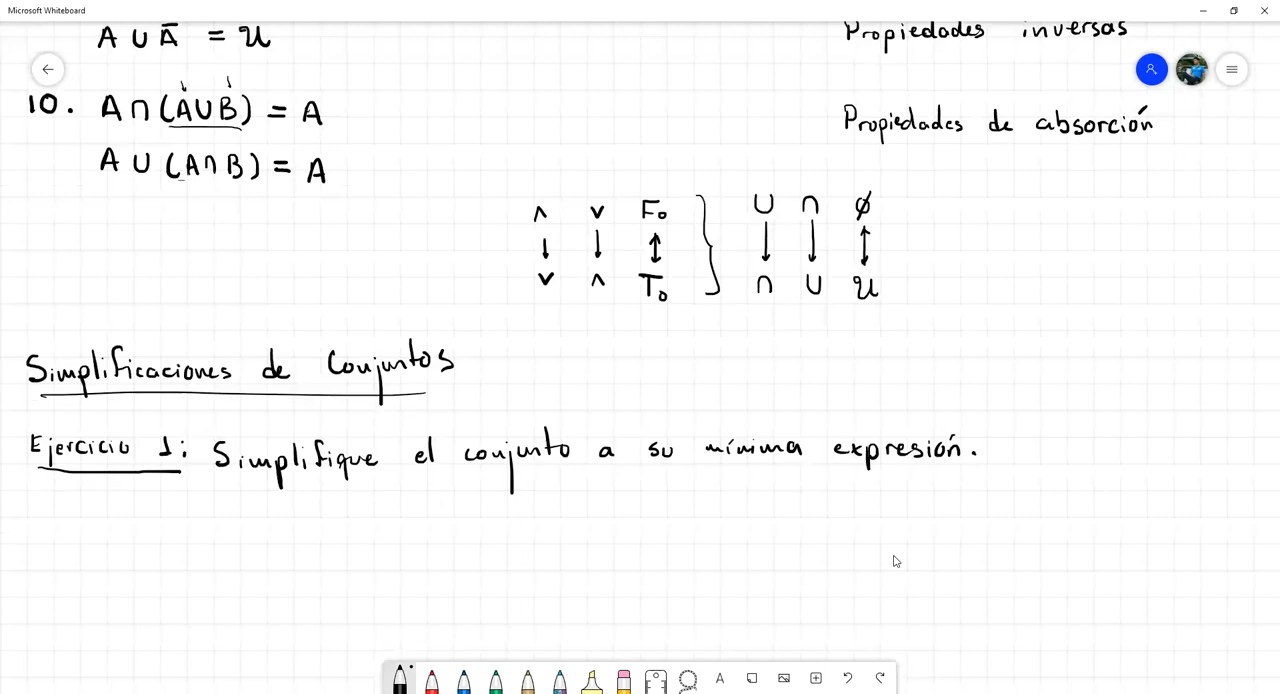 Microsoft Whiteboard
A ∪ Ā = 𝒰
Propiedades inversas
10. A ∩ (A ∪ B) = A
Propiedades de absorción
A ∪ (A ∩ B) = A
∧ ∨ F₀ } ∪ ∩ ∅
↓ ↓ ↕ ↓ ↓ ↕
∨ ∧ T₀ ∩ ∪ 𝒰
Simplificaciones de Conjuntos
Ejercicio 1: Simplifique el conjunto a su mínima expresión.
A